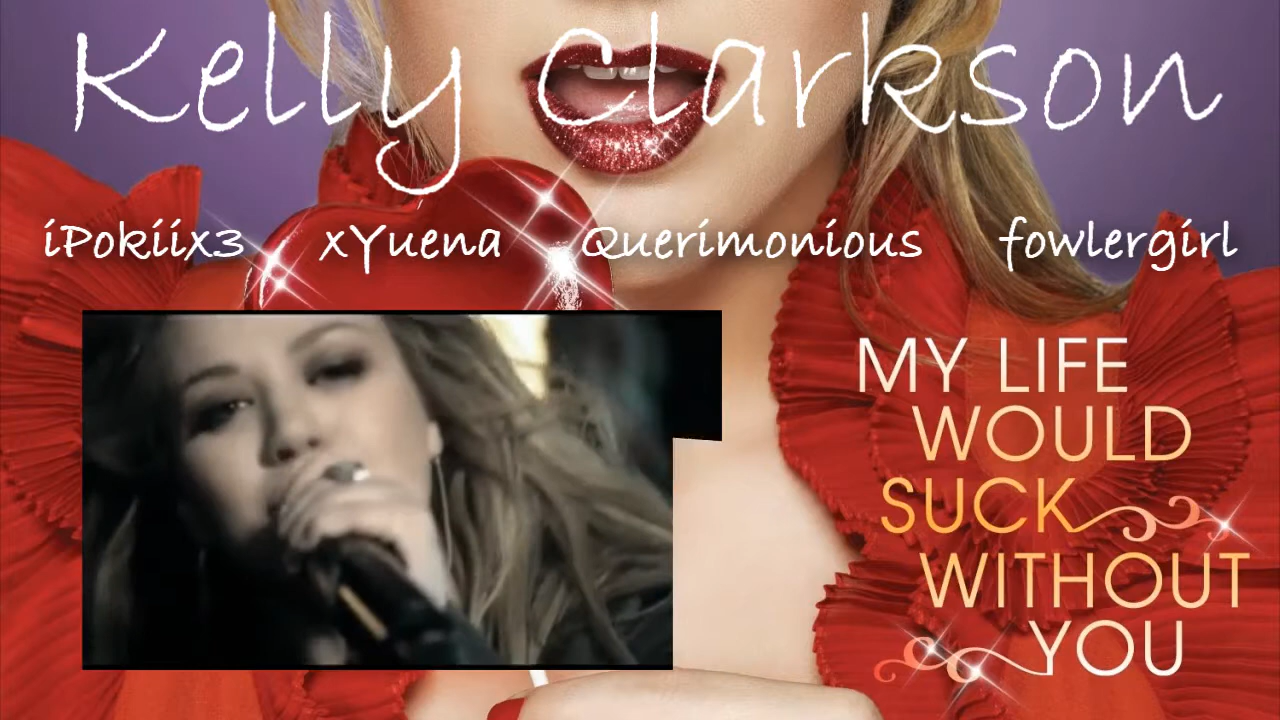 Kelly Clarkson
iPokiix3 xYuena Querimonious fowlergirl
MY LIFE
WOULD
SUCK
WITHOUT
YOU